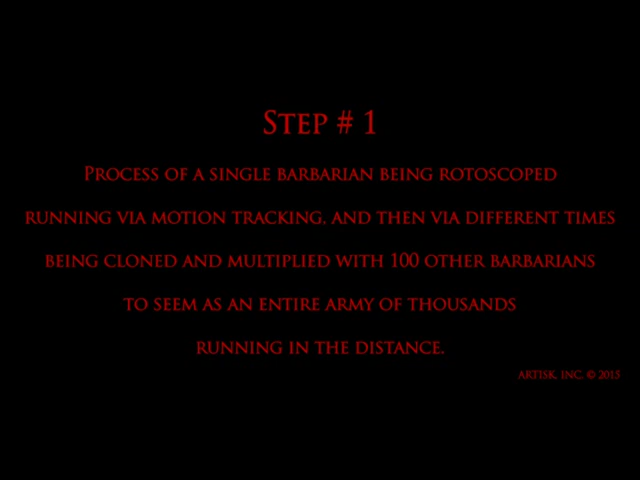 Step # 1
Process of a single barbarian being rotoscoped
running via motion tracking, and then via different times
being cloned and multiplied with 100 other barbarians
to seem as an entire army of thousands
running in the distance.
ARTISK, INC. © 2015